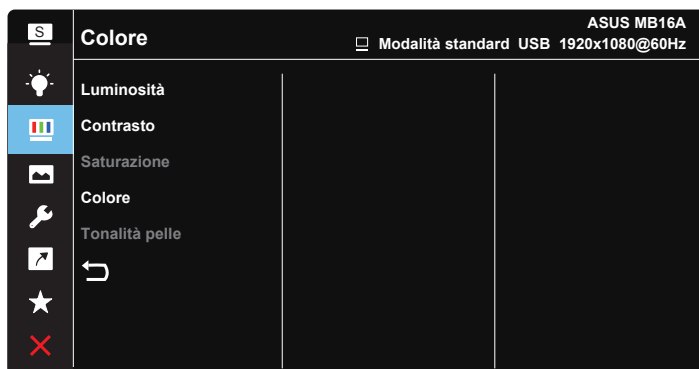 S
Colore
ASUS MB16A
Modalità standard USB 1920x1080@60Hz
Luminosità
Contrasto
Saturazione
Colore
Tonalità pelle